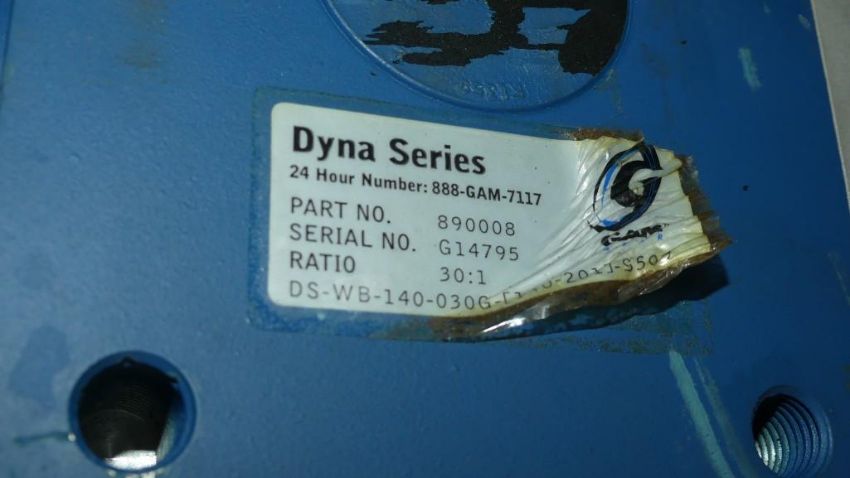 Dyna Series
24 Hour Number: 888-GAM-7117
PART NO. 890008
SERIAL NO. G14795
RATIO 30:1